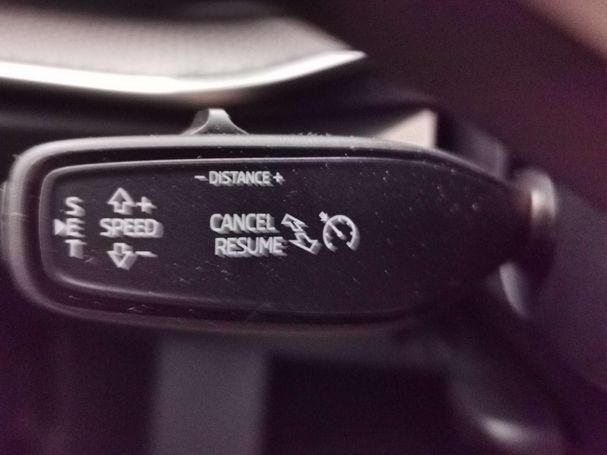 - DISTANCE +
SET
+
SPEED
-
CANCEL
RESUME